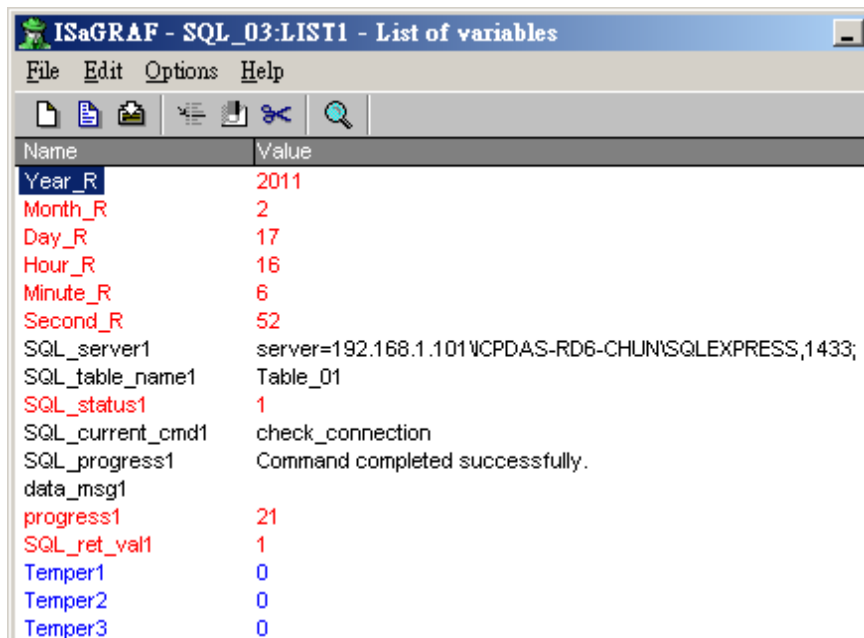 ISaGRAF - SQL_03:LIST1 - List of variables
File Edit Options Help
Name Value
Year_R 2011
Month_R 2
Day_R 17
Hour_R 16
Minute_R 6
Second_R 52
SQL_server1 server=192.168.1.101\ICPDAS-RD6-CHUN\SQLEXPRESS,1433;
SQL_table_name1 Table_01
SQL_status1 1
SQL_current_cmd1 check_connection
SQL_progress1 Command completed successfully.
data_msg1
progress1 21
SQL_ret_val1 1
Temper1 0
Temper2 0
Temper3 0